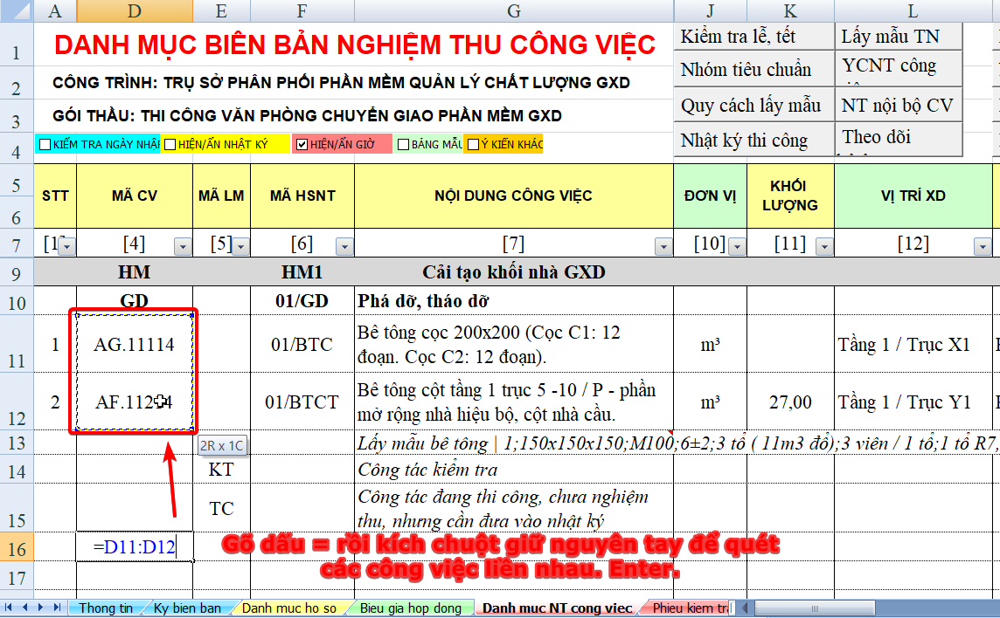 A D E F G J K L
1 DANH MỤC BIÊN BẢN NGHIỆM THU CÔNG VIỆC Kiểm tra lễ, tết Lấy mẫu TN
2 CÔNG TRÌNH: TRỤ SỞ PHÂN PHỐI PHẦN MỀM QUẢN LÝ CHẤT LƯỢNG GXD Nhóm tiêu chuẩn YCNT công
3 GÓI THẦU: THI CÔNG VĂN PHÒNG CHUYỂN GIAO PHẦN MỀM GXD Quy cách lấy mẫu NT nội bộ CV
4 KIỂM TRA NGÀY NHẬ HIỆN/ẨN NHẬT KÝ HIỆN/ẨN GIỜ BẢNG MẪU Ý KIẾN KHÁC Nhật ký thi công Theo dõi
5 STT MÃ CV MÃ LM MÃ HSNT NỘI DUNG CÔNG VIỆC ĐƠN VỊ KHỐI LƯỢNG VỊ TRÍ XD
6
7 [1] [4] [5] [6] [7] [10] [11] [12]
9 HM HM1 Cải tạo khối nhà GXD
10 GD 01/GD Phá dỡ, tháo dỡ
11 1 AG.11114 01/BTC Bê tông cọc 200x200 (Cọc C1: 12 m³ Tầng 1 / Trục X1
đoạn. Cọc C2: 12 đoạn).
12 2 01/BTCT Bê tông cột tầng 1 trục 5 -10 / P - phần m³ 27,00 Tầng 1 / Trục Y1
mở rộng nhà hiệu bộ, cột nhà cầu.
2R x 1C
13 Lấy mẫu bê tông | 1;150x150x150;M100;6±2;3 tổ ( 11m3 đổ);3 viên / 1 tổ;1 tổ R7,
14 KT Công tác kiểm tra
15 TC Công tác đang thi công, chưa nghiệm
thu, nhưng cần đưa vào nhật ký
16 =D11:D12 Gõ dấu = rồi kích chuột giữ nguyên tay để quét
các công việc liền nhau. Enter.
17
Thong tin Ky bien ban Danh muc ho so Bieu gia hop dong Danh muc NT cong viec Phieu kiem tra